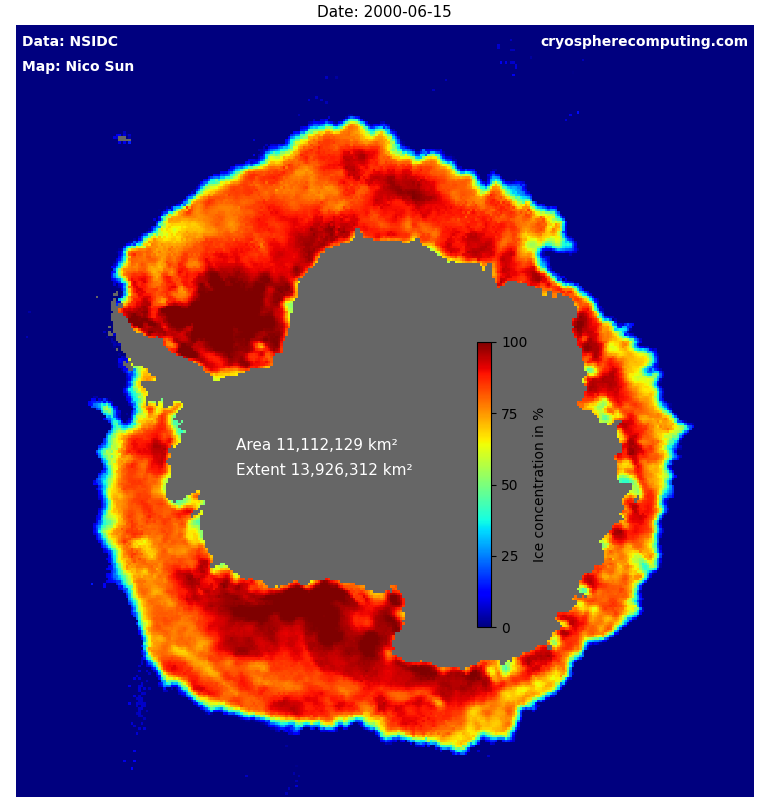 Date: 2000-06-15
Data: NSIDC
cryospherecomputing.com
Map: Nico Sun
100
75
50
25
0
Ice concentration in %
Area 11,112,129 km²
Extent 13,926,312 km²